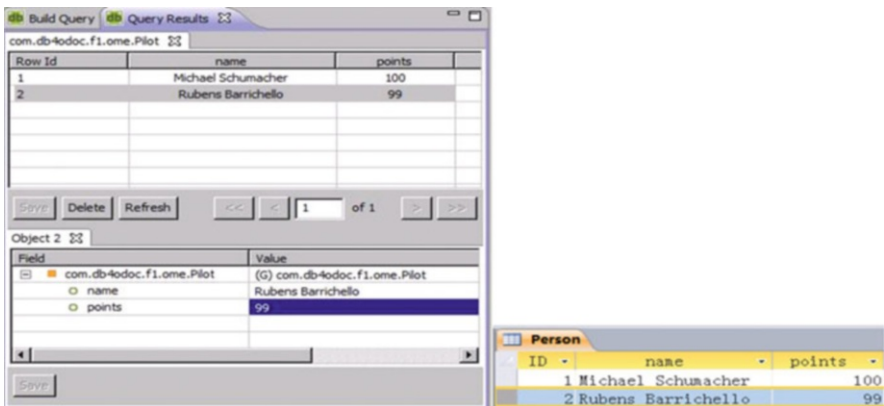 Build Query Query Results
com.db4odoc.f1.ome.Pilot
Row Id name points
1 Michael Schumacher 100
2 Rubens Barrichello 99
Save Delete Refresh << < 1 of 1 > >>
Object 2
Field Value
com.db4odoc.f1.ome.Pilot (G) com.db4odoc.f1.ome.Pilot
name Rubens Barrichello
points 99
Save
Person
ID name points
1 Michael Schumacher 100
2 Rubens Barrichello 99